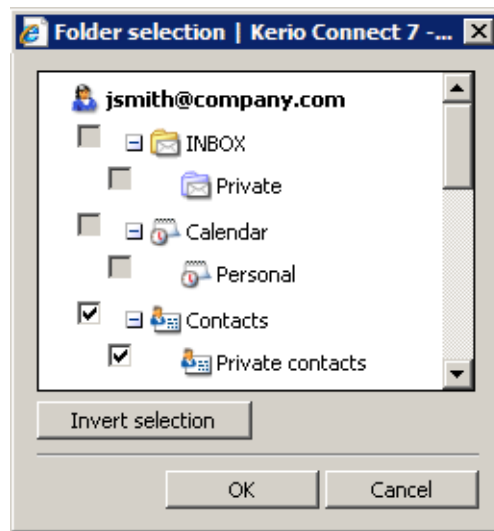 Folder selection | Kerio Connect 7 -...
jsmith@company.com
INBOX
Private
Calendar
Personal
Contacts
Private contacts
Invert selection
OK
Cancel